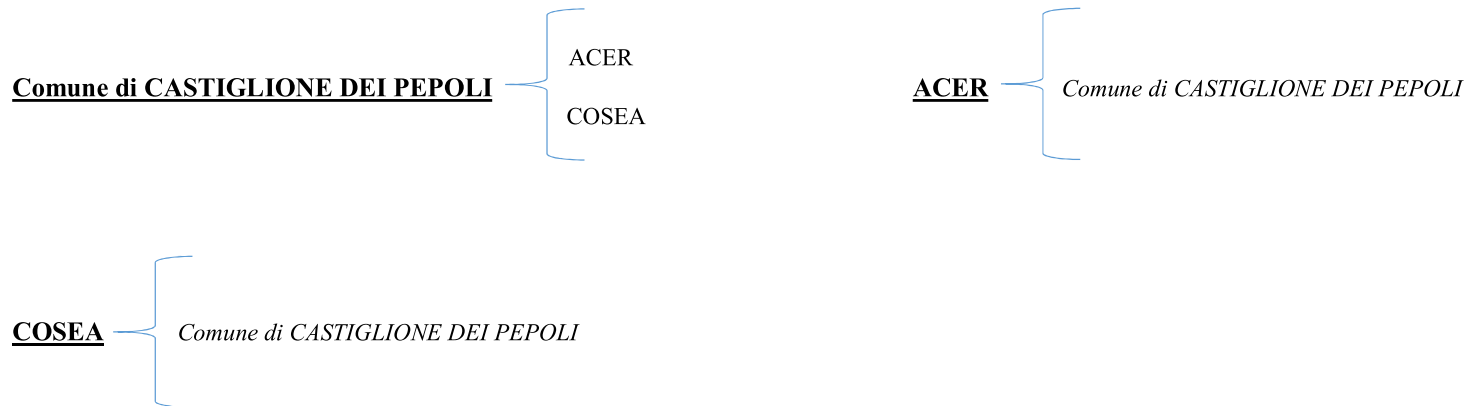 Comune di CASTIGLIONE DEI PEPOLI
ACER
COSEA
ACER
Comune di CASTIGLIONE DEI PEPOLI
COSEA
Comune di CASTIGLIONE DEI PEPOLI